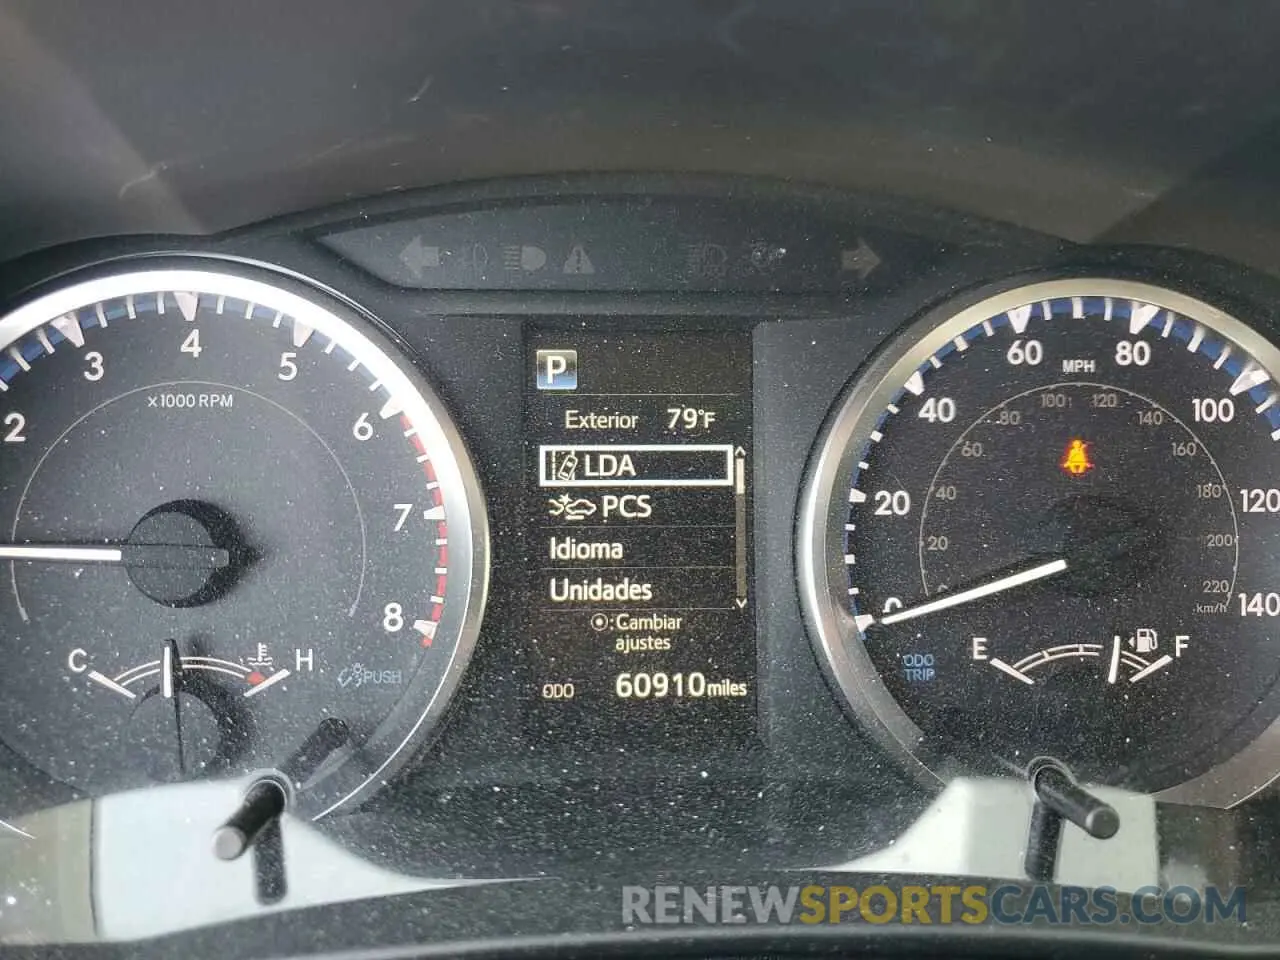 2 3 4 5 6 7 8
x1000 RPM
C H
PUSH
P
Exterior 79°F
LDA
PCS
Idioma
Unidades
:Cambiar
ajustes
ODO 60910 miles
0 20 40 60 80 100 120 140
MPH
20 40 60 80 100 120 140 160 180 200 220
km/h
ODO
TRIP
E F
RENEWSPORTSCARS.COM